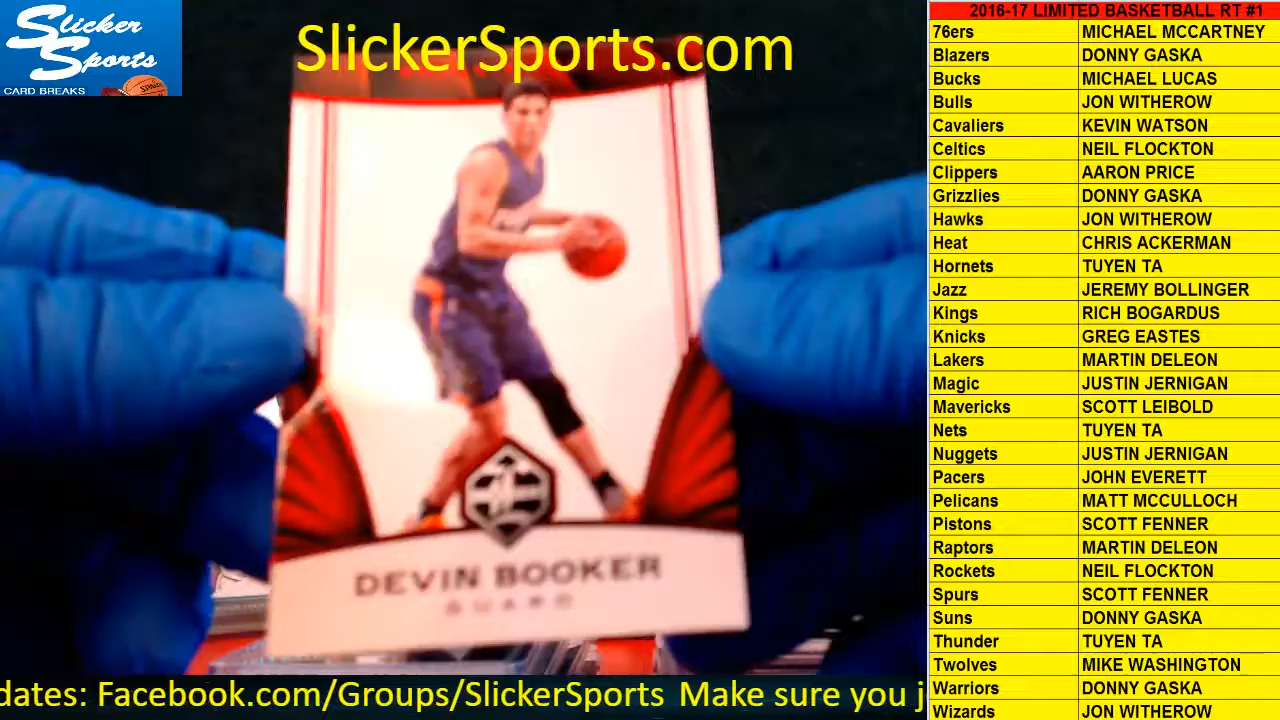 Slicker
Sports
CARD BREAKS
SPALDING
SlickerSports.com
DEVIN BOOKER
GUARD
dates: Facebook.com/Groups/SlickerSports Make sure you j
2016-17 LIMITED BASKETBALL RT #1
76ers MICHAEL MCCARTNEY
Blazers DONNY GASKA
Bucks MICHAEL LUCAS
Bulls JON WITHEROW
Cavaliers KEVIN WATSON
Celtics NEIL FLOCKTON
Clippers AARON PRICE
Grizzlies DONNY GASKA
Hawks JON WITHEROW
Heat CHRIS ACKERMAN
Hornets TUYEN TA
Jazz JEREMY BOLLINGER
Kings RICH BOGARDUS
Knicks GREG EASTES
Lakers MARTIN DELEON
Magic JUSTIN JERNIGAN
Mavericks SCOTT LEIBOLD
Nets TUYEN TA
Nuggets JUSTIN JERNIGAN
Pacers JOHN EVERETT
Pelicans MATT MCCULLOCH
Pistons SCOTT FENNER
Raptors MARTIN DELEON
Rockets NEIL FLOCKTON
Spurs SCOTT FENNER
Suns DONNY GASKA
Thunder TUYEN TA
Twolves MIKE WASHINGTON
Warriors DONNY GASKA
Wizards JON WITHEROW